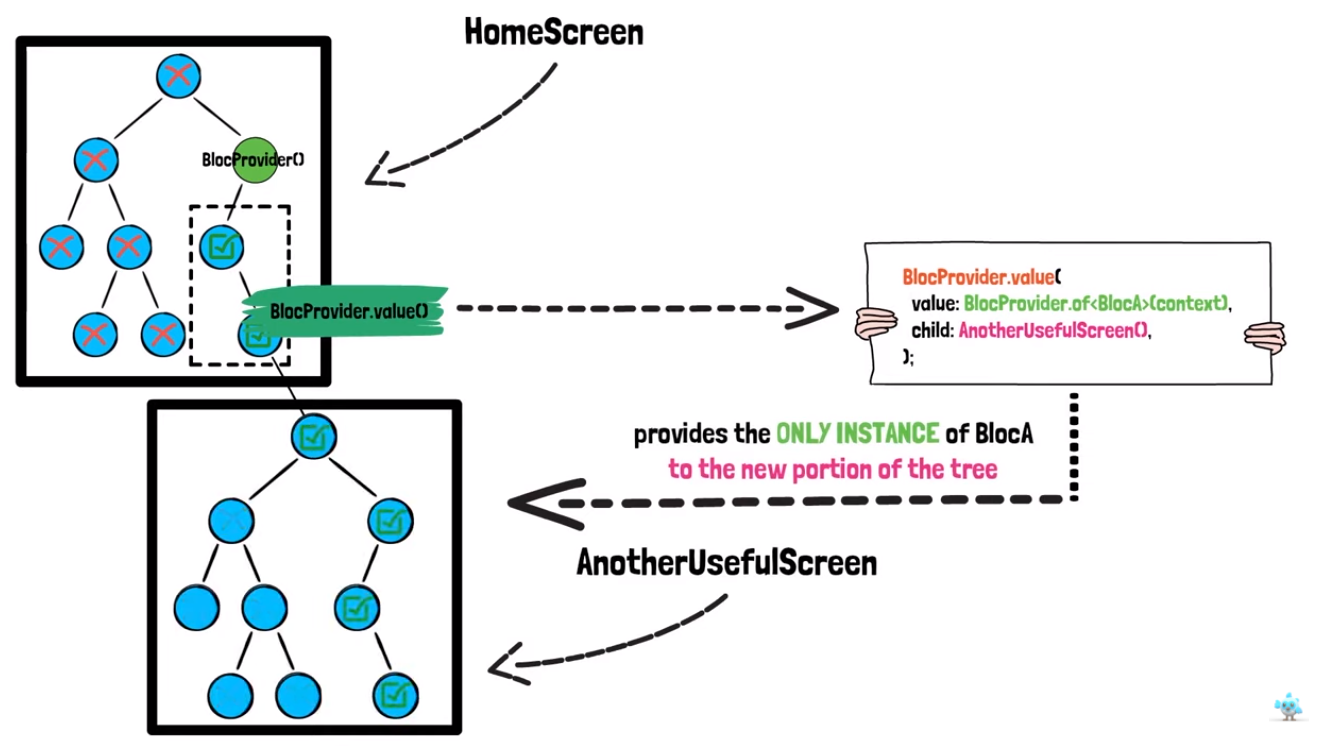 HomeScreen
BlocProvider()
BlocProvider.value()
BlocProvider.value(
value: BlocProvider.of<BlocA>(context),
child: AnotherUsefulScreen(),
);
provides the ONLY INSTANCE of BlocA
to the new portion of the tree
AnotherUsefulScreen